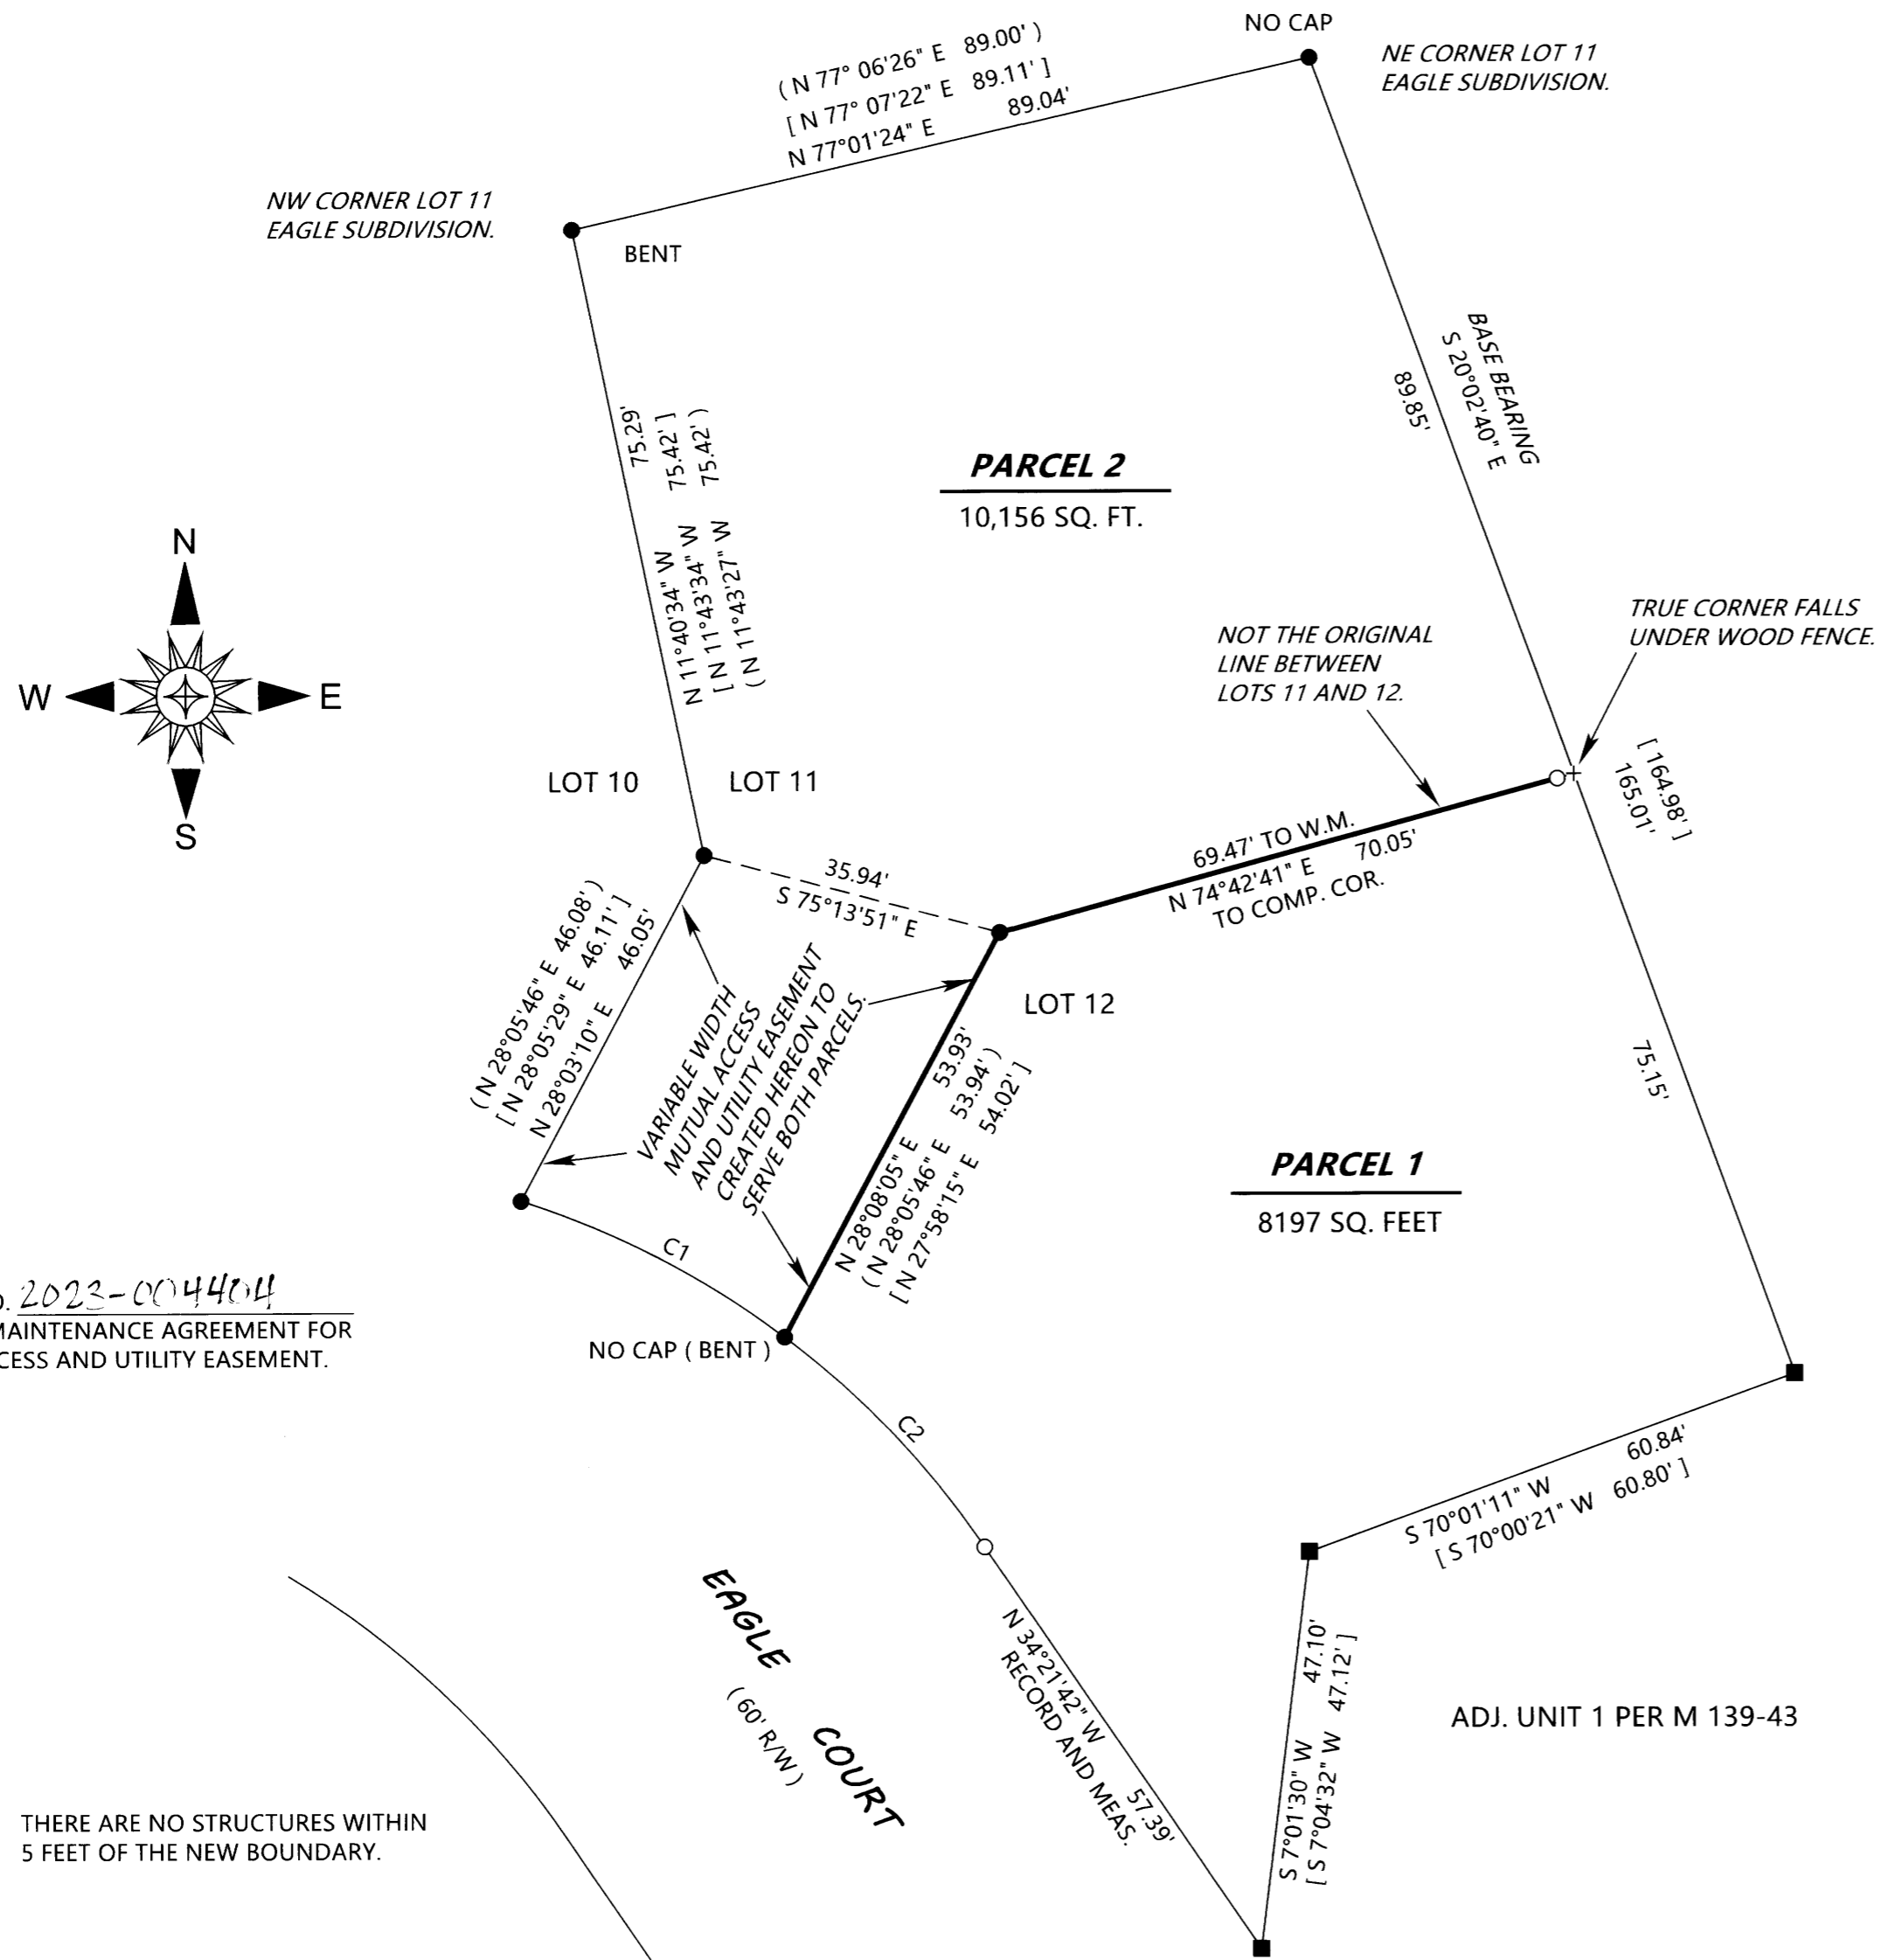 NO CAP
NE CORNER LOT 11
EAGLE SUBDIVISION.
( N 77° 06'26" E 89.00' )
[ N 77° 07'22" E 89.11' ]
N 77°01'24" E 89.04'
NW CORNER LOT 11
EAGLE SUBDIVISION.
BENT
BASE BEARING
S 20°02'40" E
89.85'
75.29'
N 11°40'34" W
[ N 11°43'34" W 75.42' ]
( N 11°43'27" W 75.42' )
PARCEL 2
10,156 SQ. FT.
N
W
E
S
TRUE CORNER FALLS
UNDER WOOD FENCE.
NOT THE ORIGINAL
LINE BETWEEN
LOTS 11 AND 12.
[ 164.98' ]
165.01'
LOT 10
LOT 11
69.47' TO W.M.
N 74°42'41" E 70.05'
TO COMP. COR.
35.94'
S 75°13'51" E
( N 28°05'46" E 46.08' )
[ N 28°05'29" E 46.11' ]
N 28°03'10" E 46.05'
VARIABLE WIDTH
MUTUAL ACCESS
AND UTILITY EASEMENT
CREATED HEREON TO
SERVE BOTH PARCELS.
LOT 12
N 28°08'05" E 53.93'
( N 28°05'46" E 53.94' )
[ N 27°58'15" E 54.02' ]
75.15'
PARCEL 1
8197 SQ. FEET
C1
2023-004404
MAINTENANCE AGREEMENT FOR
CESS AND UTILITY EASEMENT.
NO CAP ( BENT )
C2
S 70°01'11" W 60.84'
[ S 70°00'21" W 60.80' ]
EAGLE COURT
( 60' R/W )
N 34°21'42" W 57.39'
RECORD AND MEAS.
S 7°01'30" W 47.10'
[ S 7°04'32" W 47.12' ]
ADJ. UNIT 1 PER M 139-43
THERE ARE NO STRUCTURES WITHIN
5 FEET OF THE NEW BOUNDARY.